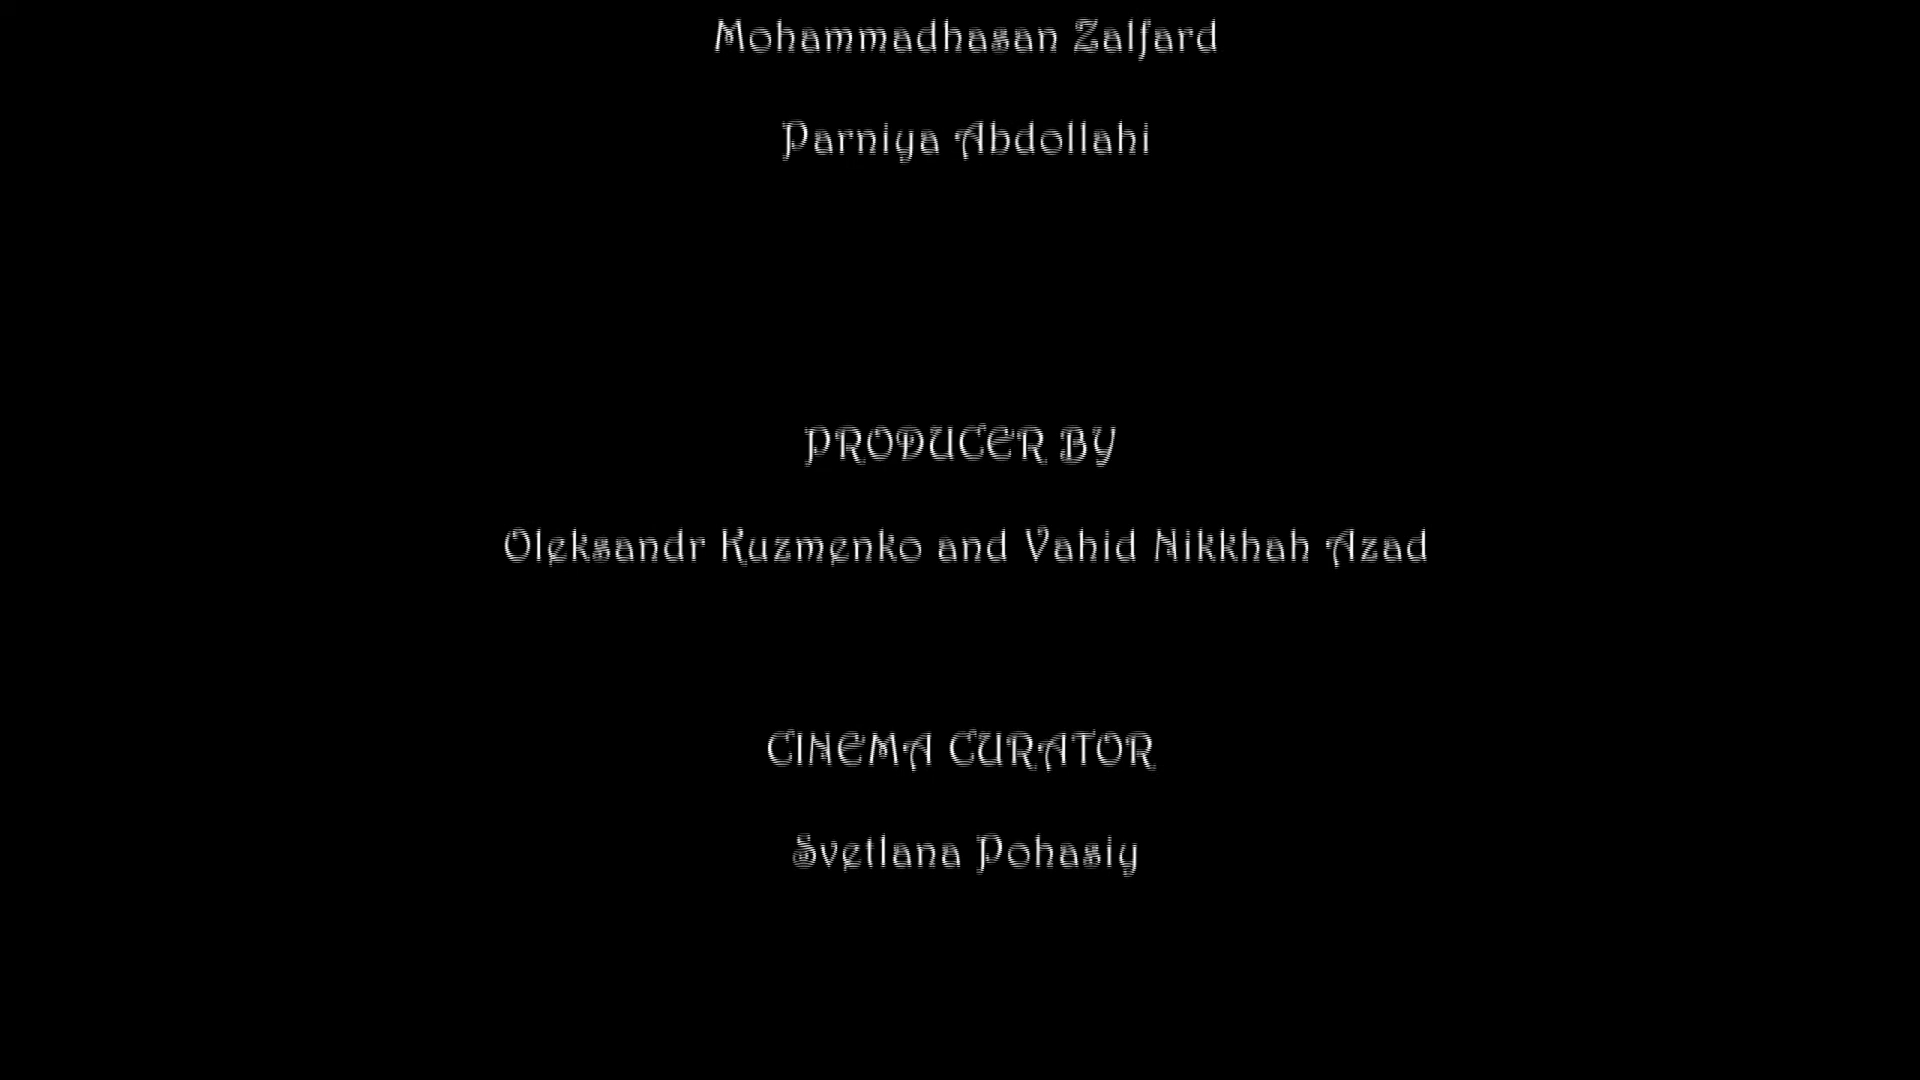 Mohammadhasan Zalfard
Parniya Abdollahi
PRODUCER BY
Oleksandr Kuzmenko and Vahid Nikkhah Azad
CINEMA CURATOR
Svetlana Pohasiy